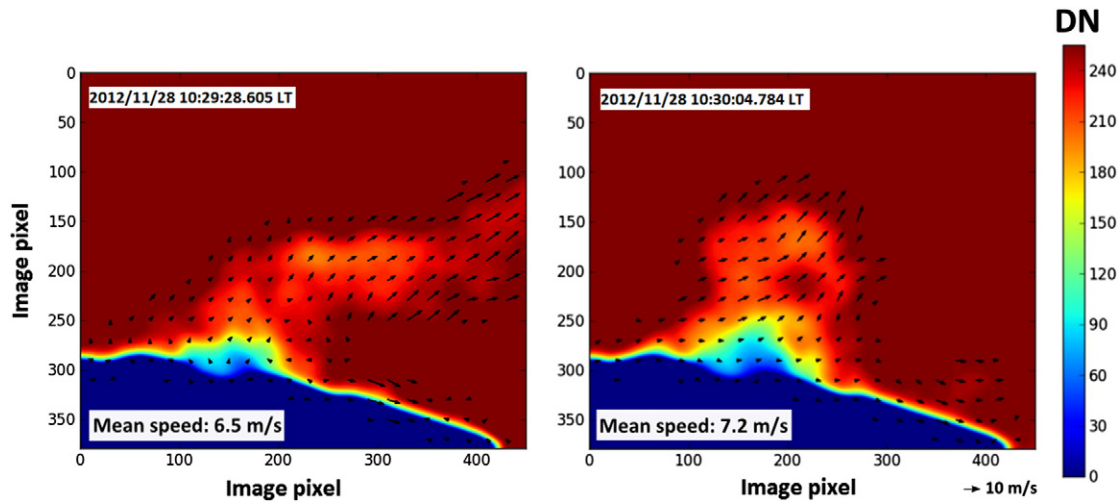 DN
2012/11/28 10:29:28.605 LT
2012/11/28 10:30:04.784 LT
0
50
100
150
200
250
300
350
0
50
100
150
200
250
300
350
240
210
180
150
120
90
60
30
0
Image pixel
Mean speed: 6.5 m/s
Mean speed: 7.2 m/s
0 100 200 300 400
0 100 200 300 400
Image pixel
Image pixel
10 m/s